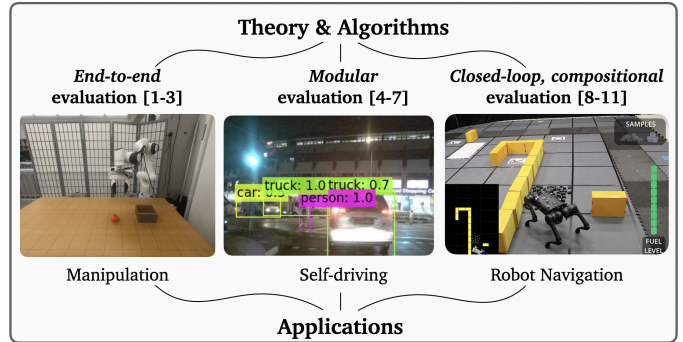 Theory & Algorithms
End-to-end
evaluation [1-3]
Modular
evaluation [4-7]
Closed-loop, compositional
evaluation [8-11]
truck: 1.0 truck: 0.7
car:
person: 1.0
SAMPLES
FUEL
LEVEL
Manipulation
Self-driving
Robot Navigation
Applications